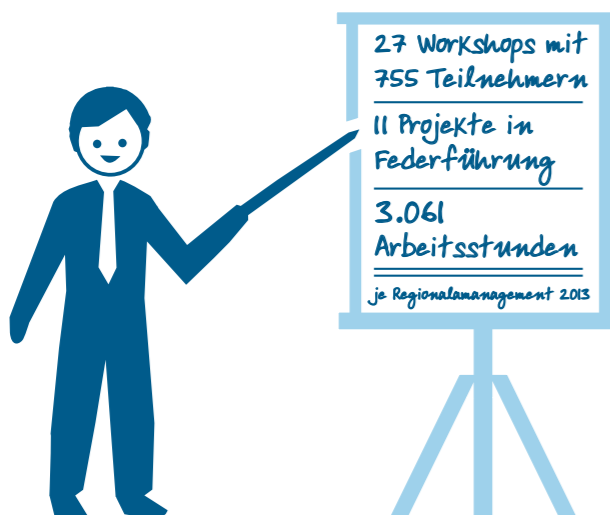 27 Workshops mit
755 Teilnehmern
11 Projekte in
Federführung
3.061
Arbeitsstunden
je Regionalamanagement 2013